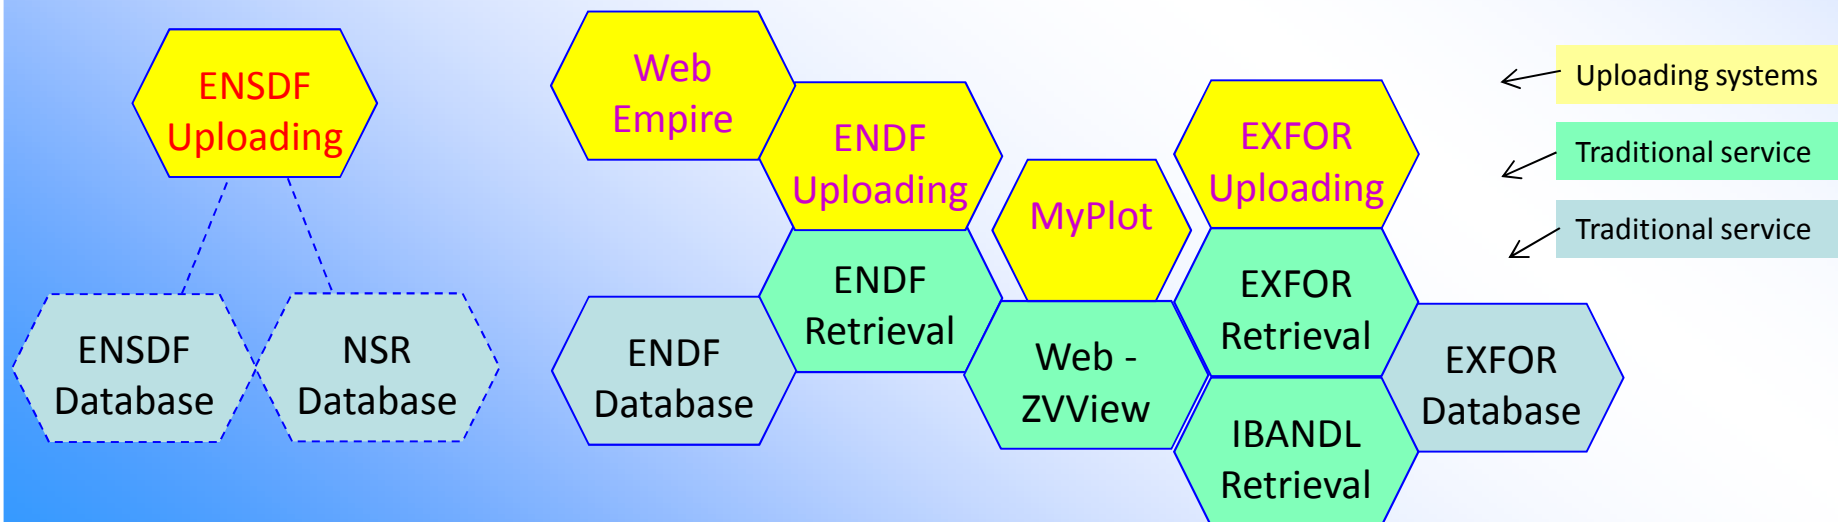 ENSDF
Uploading
ENSDF
Database
NSR
Database
Web
Empire
ENDF
Uploading
MyPlot
EXFOR
Uploading
ENDF
Database
ENDF
Retrieval
Web -
ZVView
EXFOR
Retrieval
IBANDL
Retrieval
EXFOR
Database
Uploading systems
Traditional service
Traditional service